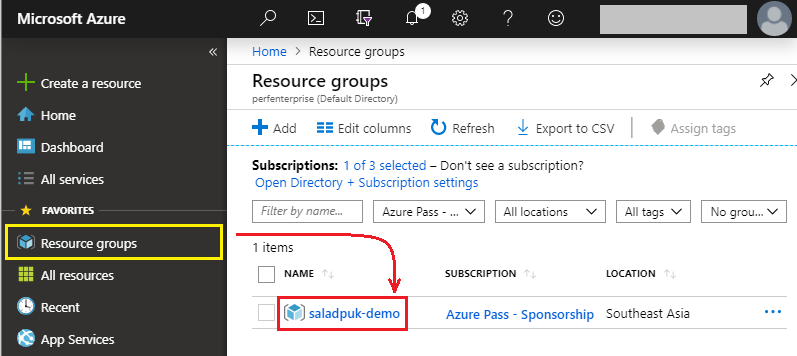 Microsoft Azure
1
Create a resource
Home
Dashboard
All services
FAVORITES
Resource groups
All resources
Recent
App Services
Home > Resource groups
Resource groups
perfenterprise (Default Directory)
Add Edit columns Refresh Export to CSV Assign tags
Subscriptions: 1 of 3 selected – Don't see a subscription?
Open Directory + Subscription settings
Filter by name... Azure Pass - ... All locations All tags No grou...
1 items
NAME SUBSCRIPTION LOCATION
saladpuk-demo Azure Pass - Sponsorship Southeast Asia